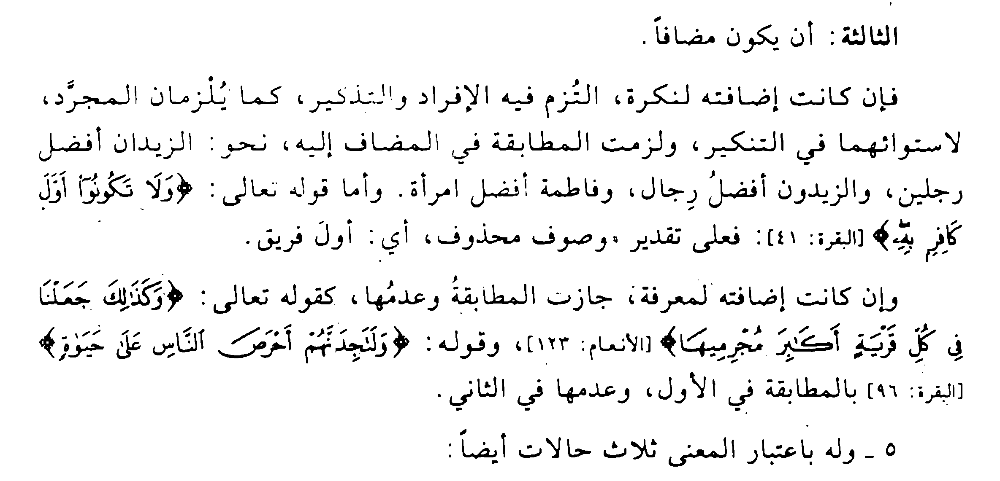 الثالثة: أن يكون مضافاً.
فإن كانت إضافته لنكرة، التُزم فيه الإفراد والتذكير، كما يُلْزمان المجرَّد،
لاستوائهما في التنكير، ولزمت المطابقة في المضاف إليه، نحو: الزيدان أفضل
رجلين، والزيدون أفضلُ رِجال، وفاطمة أفضل امرأة. وأما قوله تعالى: ﴿وَلَا تَكُونُوٓا۟ أَوَّلَ
كَافِرٍۭ بِهِۦ﴾ [البقرة: ٤١]: فعلى تقدير موصوف محذوف، أي: أولَ فريق.
وإن كانت إضافته لمعرفة، جازت المطابقةُ وعدمُها، كقوله تعالى: ﴿وَكَذَٰلِكَ جَعَلْنَا
فِى كُلِّ قَرْيَةٍ أَكَـٰبِرَ مُجْرِمِيهَا﴾ [الأنعام: ١٢٣]، وقوله: ﴿وَلَتَجِدَنَّهُمْ أَحْرَصَ ٱلنَّاسِ عَلَىٰ حَيَوٰةٍ﴾
[البقرة: ٩٦] بالمطابقة في الأول، وعدمها في الثاني.
٥ ـ وله باعتبار المعنى ثلاث حالات أيضاً: